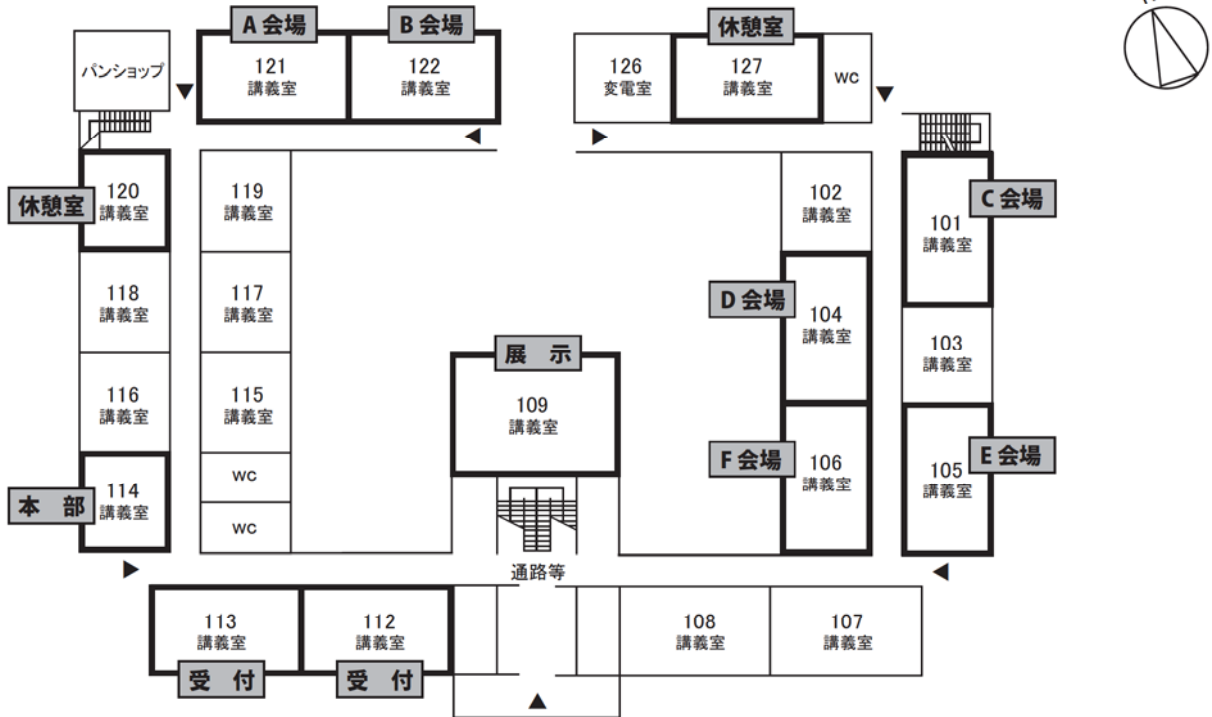 A 会場
B 会場
休憩室
パンショップ
121
講義室
122
講義室
126
変電室
127
講義室
WC
休憩室
120
講義室
119
講義室
102
講義室
101
講義室
C 会場
118
講義室
117
講義室
D 会場
104
講義室
103
講義室
展 示
116
講義室
115
講義室
109
講義室
F 会場
106
講義室
105
講義室
E 会場
本 部
114
講義室
WC
WC
通路等
113
講義室
112
講義室
108
講義室
107
講義室
受 付
受 付